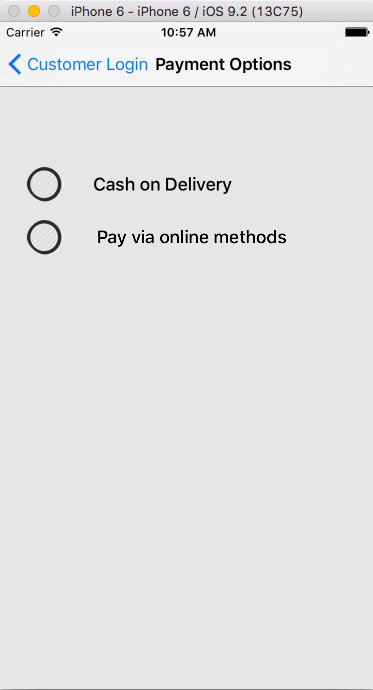 iPhone 6 - iPhone 6 / iOS 9.2 (13C75)
Carrier 10:57 AM
Customer Login Payment Options
Cash on Delivery
Pay via online methods